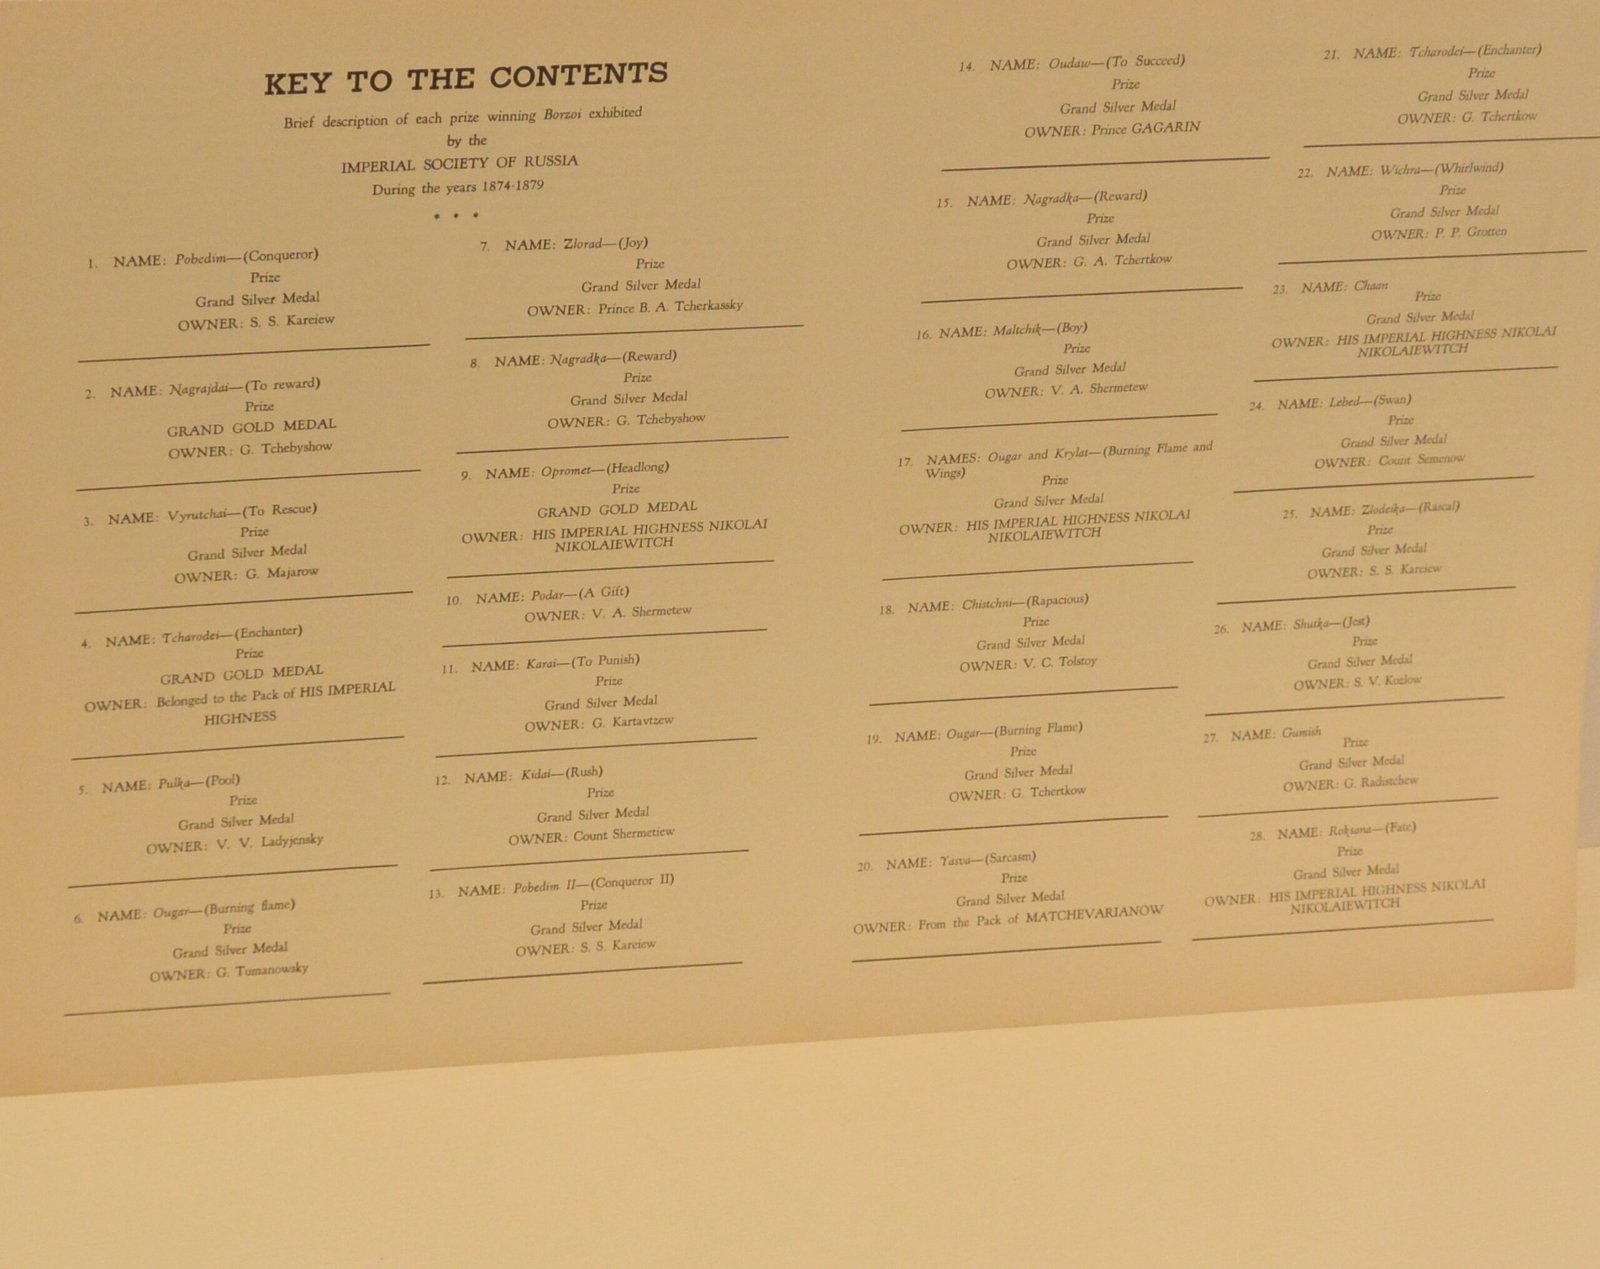 KEY TO THE CONTENTS
Brief description of each prize winning Borzoi exhibited
by the
IMPERIAL SOCIETY OF RUSSIA
During the years 1874-1879
* * *
1. NAME: Pobedim—(Conqueror)
Prize
Grand Silver Medal
OWNER: S. S. Kareiew
2. NAME: Nagrajdai—(To reward)
Prize
GRAND GOLD MEDAL
OWNER: G. Tchebyshow
3. NAME: Vyrutchai—(To Rescue)
Prize
Grand Silver Medal
OWNER: G. Majarow
4. NAME: Tcharodei—(Enchanter)
Prize
GRAND GOLD MEDAL
OWNER: Belonged to the Pack of HIS IMPERIAL
HIGHNESS
5. NAME: Pulka—(Pool)
Prize
Grand Silver Medal
OWNER: V. V. Ladyjensky
6. NAME: Ougar—(Burning flame)
Prize
Grand Silver Medal
OWNER: G. Tumanowsky
7. NAME: Zlorad—(Joy)
Prize
Grand Silver Medal
OWNER: Prince B. A. Tcherkassky
8. NAME: Nagradka—(Reward)
Prize
Grand Silver Medal
OWNER: G. Tchebyshow
9. NAME: Opromet—(Headlong)
Prize
GRAND GOLD MEDAL
OWNER: HIS IMPERIAL HIGHNESS NIKOLAI
NIKOLAIEWITCH
10. NAME: Podar—(A Gift)
OWNER: V. A. Shermetew
11. NAME: Karai—(To Punish)
Prize
Grand Silver Medal
OWNER: G. Kartavtzew
12. NAME: Kidai—(Rush)
Prize
Grand Silver Medal
OWNER: Count Shermetiew
13. NAME: Pobedim II—(Conqueror II)
Prize
Grand Silver Medal
OWNER: S. S. Kareiew
14. NAME: Oudaw—(To Succeed)
Prize
Grand Silver Medal
OWNER: Prince GAGARIN
15. NAME: Nagradka—(Reward)
Prize
Grand Silver Medal
OWNER: G. A. Tchertkow
16. NAME: Maltchik—(Boy)
Prize
Grand Silver Medal
OWNER: V. A. Shermetew
17. NAMES: Ougar and Krylat—(Burning Flame and
Wings)
Prize
Grand Silver Medal
OWNER: HIS IMPERIAL HIGHNESS NIKOLAI
NIKOLAIEWITCH
18. NAME: Chistchni—(Rapacious)
Prize
Grand Silver Medal
OWNER: V. C. Tolstoy
19. NAME: Ougar—(Burning Flame)
Prize
Grand Silver Medal
OWNER: G. Tchertkow
20. NAME: Yasva—(Sarcasm)
Prize
Grand Silver Medal
OWNER: From the Pack of MATCHEVARIANOW
21. NAME: Tcharodei—(Enchanter)
Prize
Grand Silver Medal
OWNER: G. Tchertkow
22. NAME: Wichra—(Whirlwind)
Prize
Grand Silver Medal
OWNER: P. P. Grotten
23. NAME: Chaan
Prize
Grand Silver Medal
OWNER: HIS IMPERIAL HIGHNESS NIKOLAI
NIKOLAIEWITCH
24. NAME: Lebed—(Swan)
Prize
Grand Silver Medal
OWNER: Count Semenow
25. NAME: Zlodeika—(Rascal)
Prize
Grand Silver Medal
OWNER: S. S. Kareiew
26. NAME: Shutka—(Jest)
Prize
Grand Silver Medal
OWNER: S. V. Kozlow
27. NAME: Gumish
Prize
Grand Silver Medal
OWNER: G. Radistchew
28. NAME: Roksana—(Fate)
Prize
Grand Silver Medal
OWNER: HIS IMPERIAL HIGHNESS NIKOLAI
NIKOLAIEWITCH